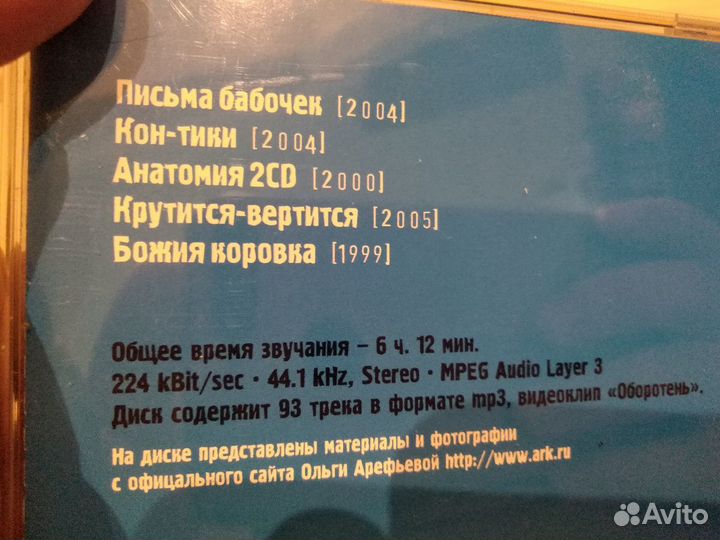 Письма бабочек [2004]
Кон-тики [2004]
Анатомия 2CD [2000]
Крутится-вертится [2005]
Божия коровка [1999]
Общее время звучания – 6 ч. 12 мин.
224 kBit/sec · 44.1 kHz, Stereo · MPEG Audio Layer 3
Диск содержит 93 трека в формате mp3, видеоклип «Оборотень».
На диске представлены материалы и фотографии
с официального сайта Ольги Арефьевой http://www.ark.ru
Avito